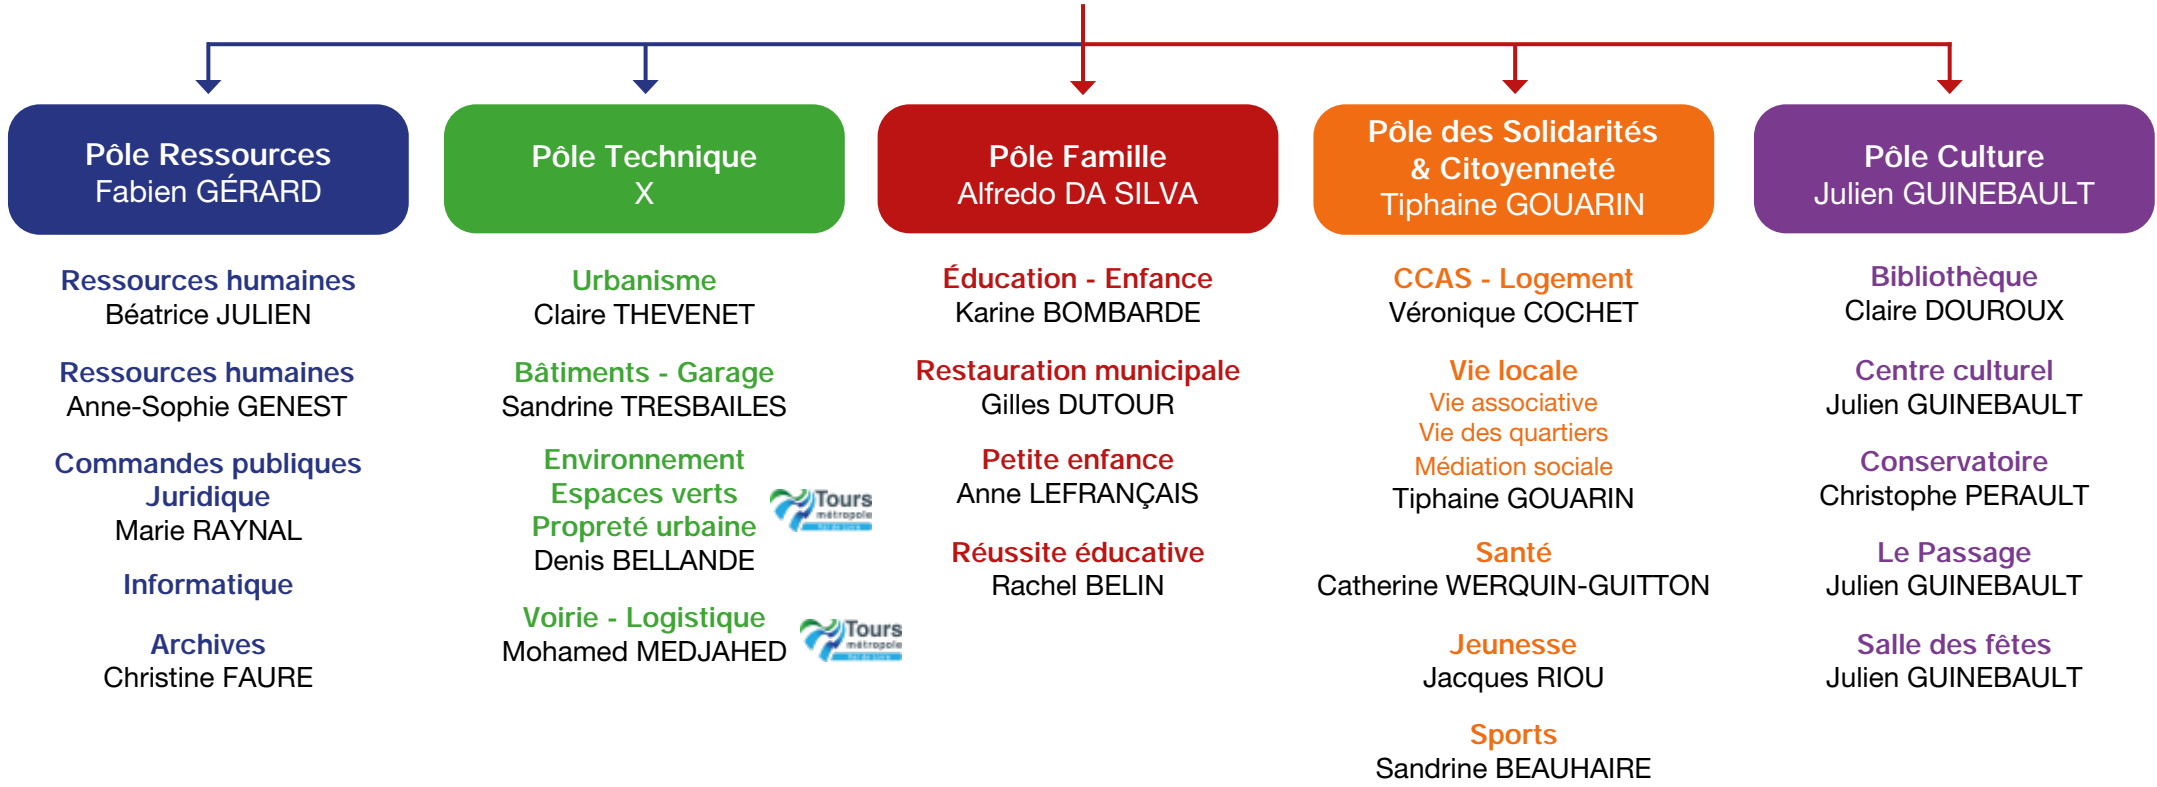 Pôle Ressources
Fabien GÉRARD
Ressources humaines
Béatrice JULIEN
Ressources humaines
Anne-Sophie GENEST
Commandes publiques
Juridique
Marie RAYNAL
Informatique
Archives
Christine FAURE
Pôle Technique
X
Urbanisme
Claire THEVENET
Bâtiments - Garage
Sandrine TRESBAILES
Environnement
Espaces verts
Propreté urbaine
Denis BELLANDE
Tours
métropole
Voirie - Logistique
Mohamed MEDJAHED
Tours
métropole
Pôle Famille
Alfredo DA SILVA
Éducation - Enfance
Karine BOMBARDE
Restauration municipale
Gilles DUTOUR
Petite enfance
Anne LEFRANÇAIS
Réussite éducative
Rachel BELIN
Pôle des Solidarités
& Citoyenneté
Tiphaine GOUARIN
CCAS - Logement
Véronique COCHET
Vie locale
Vie associative
Vie des quartiers
Médiation sociale
Tiphaine GOUARIN
Santé
Catherine WERQUIN-GUITTON
Jeunesse
Jacques RIOU
Sports
Sandrine BEAUHAIRE
Pôle Culture
Julien GUINEBAULT
Bibliothèque
Claire DOUROUX
Centre culturel
Julien GUINEBAULT
Conservatoire
Christophe PERAULT
Le Passage
Julien GUINEBAULT
Salle des fêtes
Julien GUINEBAULT